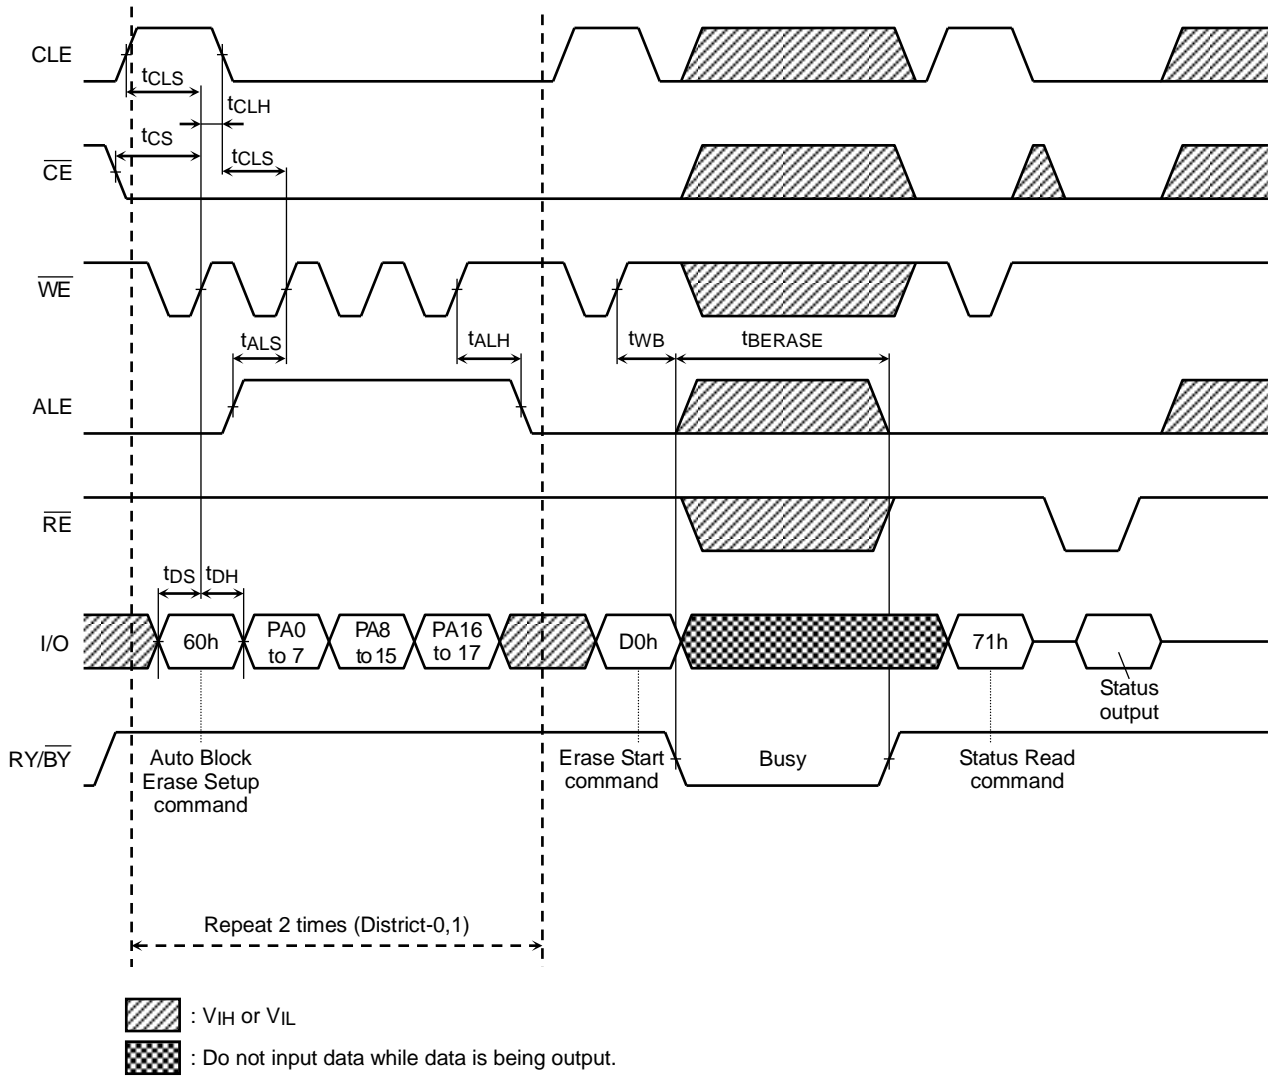 CLE
tCLS
tCLH
tCS
CE
tCLS
WE
tALS
tALH
tWB
tBERASE
ALE
RE
tDS
tDH
I/O
60h
PA0
to 7
PA8
to 15
PA16
to 17
D0h
71h
Status
output
RY/BY
Auto Block
Erase Setup
command
Erase Start
command
Busy
Status Read
command
Repeat 2 times (District-0,1)
: VIH or VIL
: Do not input data while data is being output.